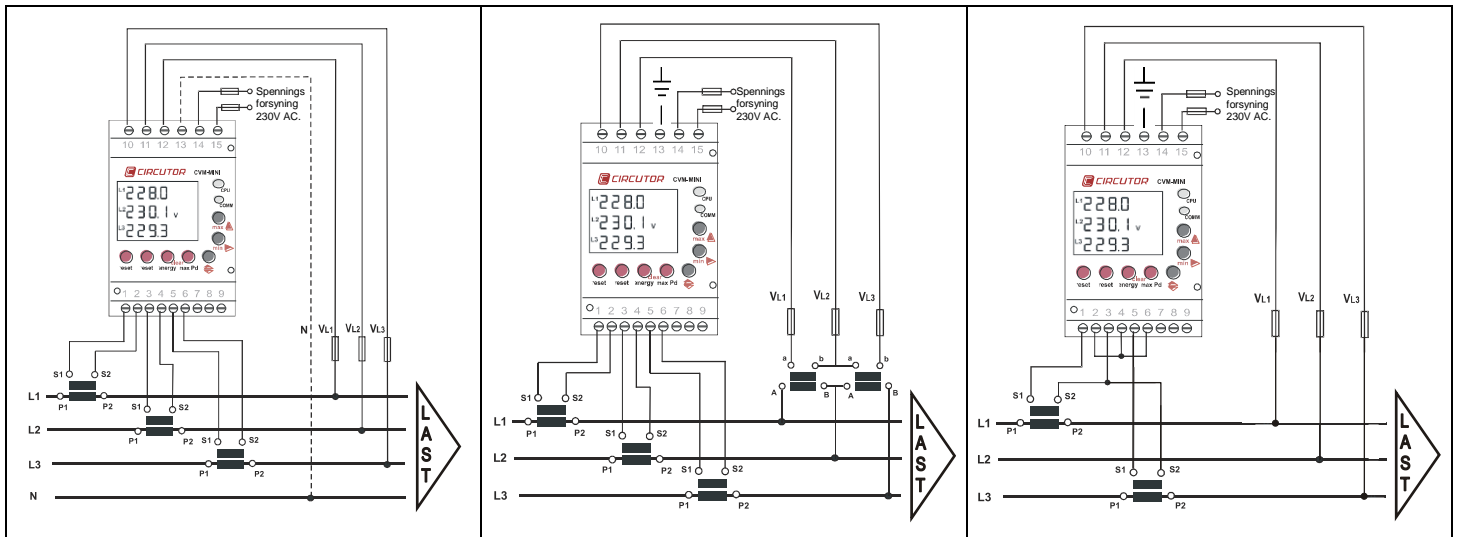 Spennings
forsyning
230V AC.
10 11 12 13 14 15
CIRCUTOR CVM-MINI
L1 228.0
CPU
L2 230.1 V
COMM
L3 229.3
max
min
clear
reset reset energy max Pd
1 2 3 4 5 6 7 8 9
N VL1 VL2 VL3
S1 S2
L1
P1 P2
S1 S2
L2
P1 P2
S1 S2
L3
P1 P2
N
LAST
Spennings
forsyning
230V AC.
10 11 12 13 14 15
CIRCUTOR CVM-MINI
L1 228.0
CPU
L2 230.1 V
COMM
L3 229.3
max
min
clear
reset reset energy max Pd
VL1 VL2 VL3
1 2 3 4 5 6 7 8 9
a b a b
A B A B
S1 S2
L1
P1 P2
S1 S2
L2
P1 P2
S1 S2
L3
P1 P2
LAST
Spennings
forsyning
230V AC.
10 11 12 13 14 15
CIRCUTOR CVM-MINI
L1 228.0
CPU
L2 230.1 V
COMM
L3 229.3
max
min
clear
reset reset energy max Pd
VL1 VL2 VL3
1 2 3 4 5 6 7 8 9
S1 S2
L1
P1 P2
L2
S1 S2
L3
P1 P2
LAST